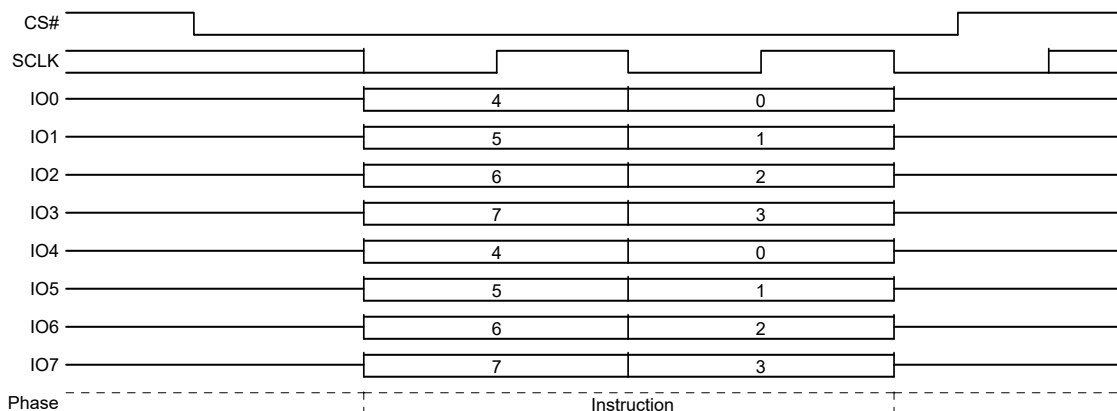 CS#
SCLK
IO0 4 0
IO1 5 1
IO2 6 2
IO3 7 3
IO4 4 0
IO5 5 1
IO6 6 2
IO7 7 3
Phase Instruction